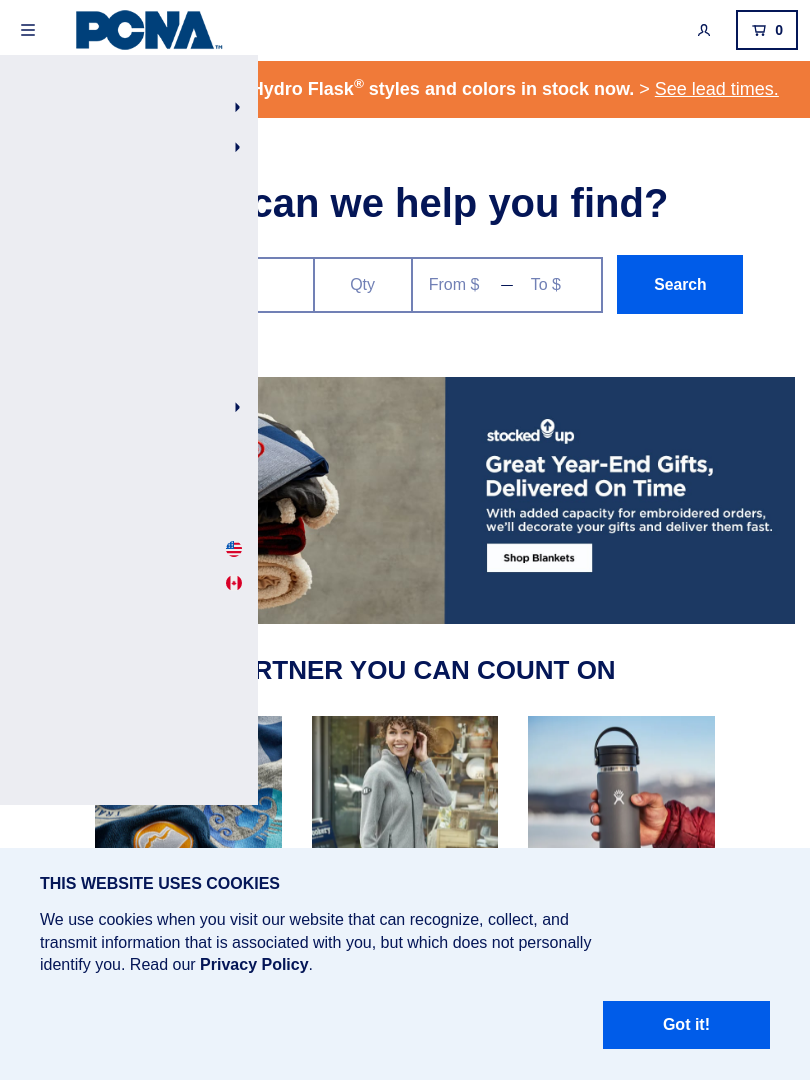 PCNA™
0
Hydro Flask® styles and colors in stock now. > See lead times.
can we help you find?
Qty
From $ — To $
Search
stocked up
Great Year-End Gifts,
Delivered On Time
With added capacity for embroidered orders,
we'll decorate your gifts and deliver them fast.
Shop Blankets
RTNER YOU CAN COUNT ON
THIS WEBSITE USES COOKIES
We use cookies when you visit our website that can recognize, collect, and
transmit information that is associated with you, but which does not personally
identify you. Read our Privacy Policy.
Got it!